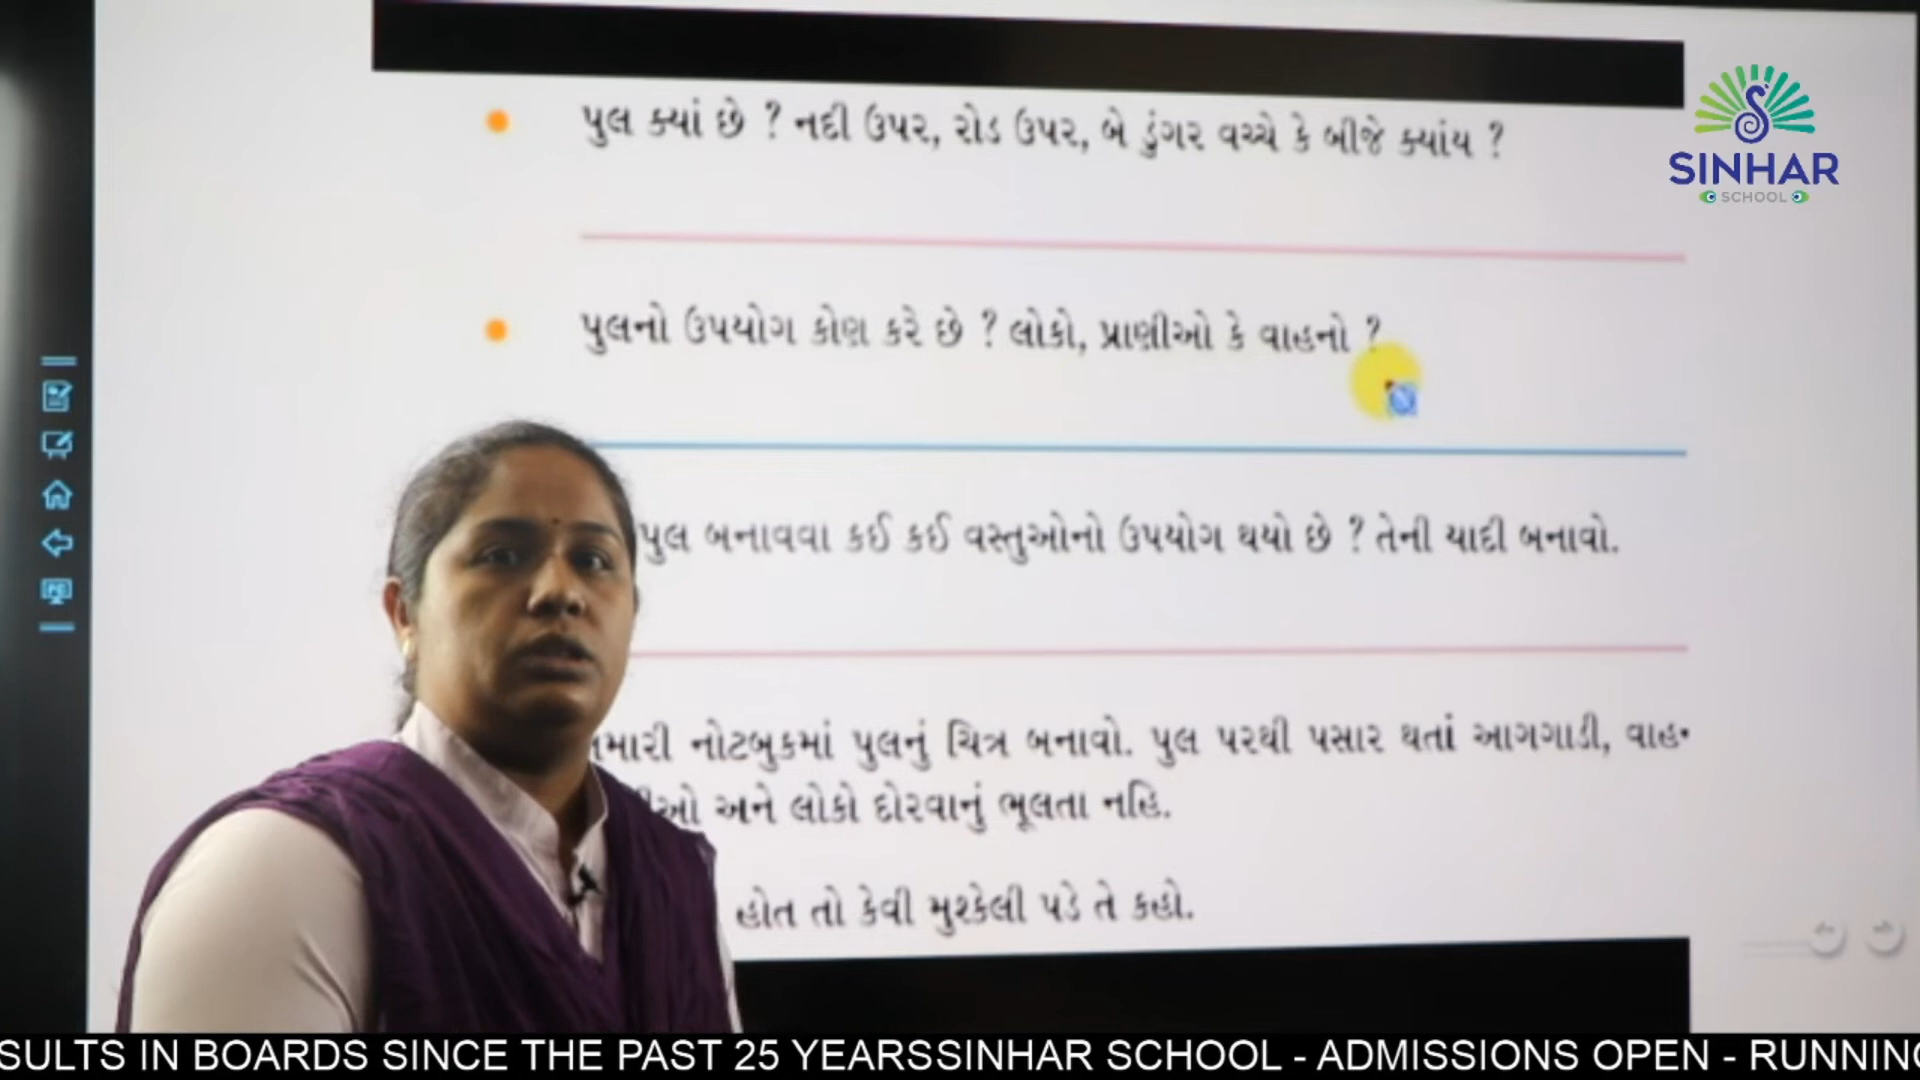 પુલ ક્યાં છે ? નદી ઉપર, રોડ ઉપર, બે ડુંગર વચ્ચે કે બીજે ક્યાંય ?
SINHAR
SCHOOL
પુલનો ઉપયોગ કોણ કરે છે ? લોકો, પ્રાણીઓ કે વાહનો ?
પુલ બનાવવા કઈ કઈ વસ્તુઓનો ઉપયોગ થયો છે ? તેની યાદી બનાવો.
નોટબુકમાં પુલનું ચિત્ર બનાવો. પુલ પરથી પસાર થતાં આગગાડી,
અને લોકો દોરવાનું ભૂલતા નહિ.
હોત તો કેવી મુશ્કેલી પડે તે કહો.
IN BOARDS SINCE THE PAST 25 YEARSSINHAR SCHOOL - ADMISSIONS OPEN -